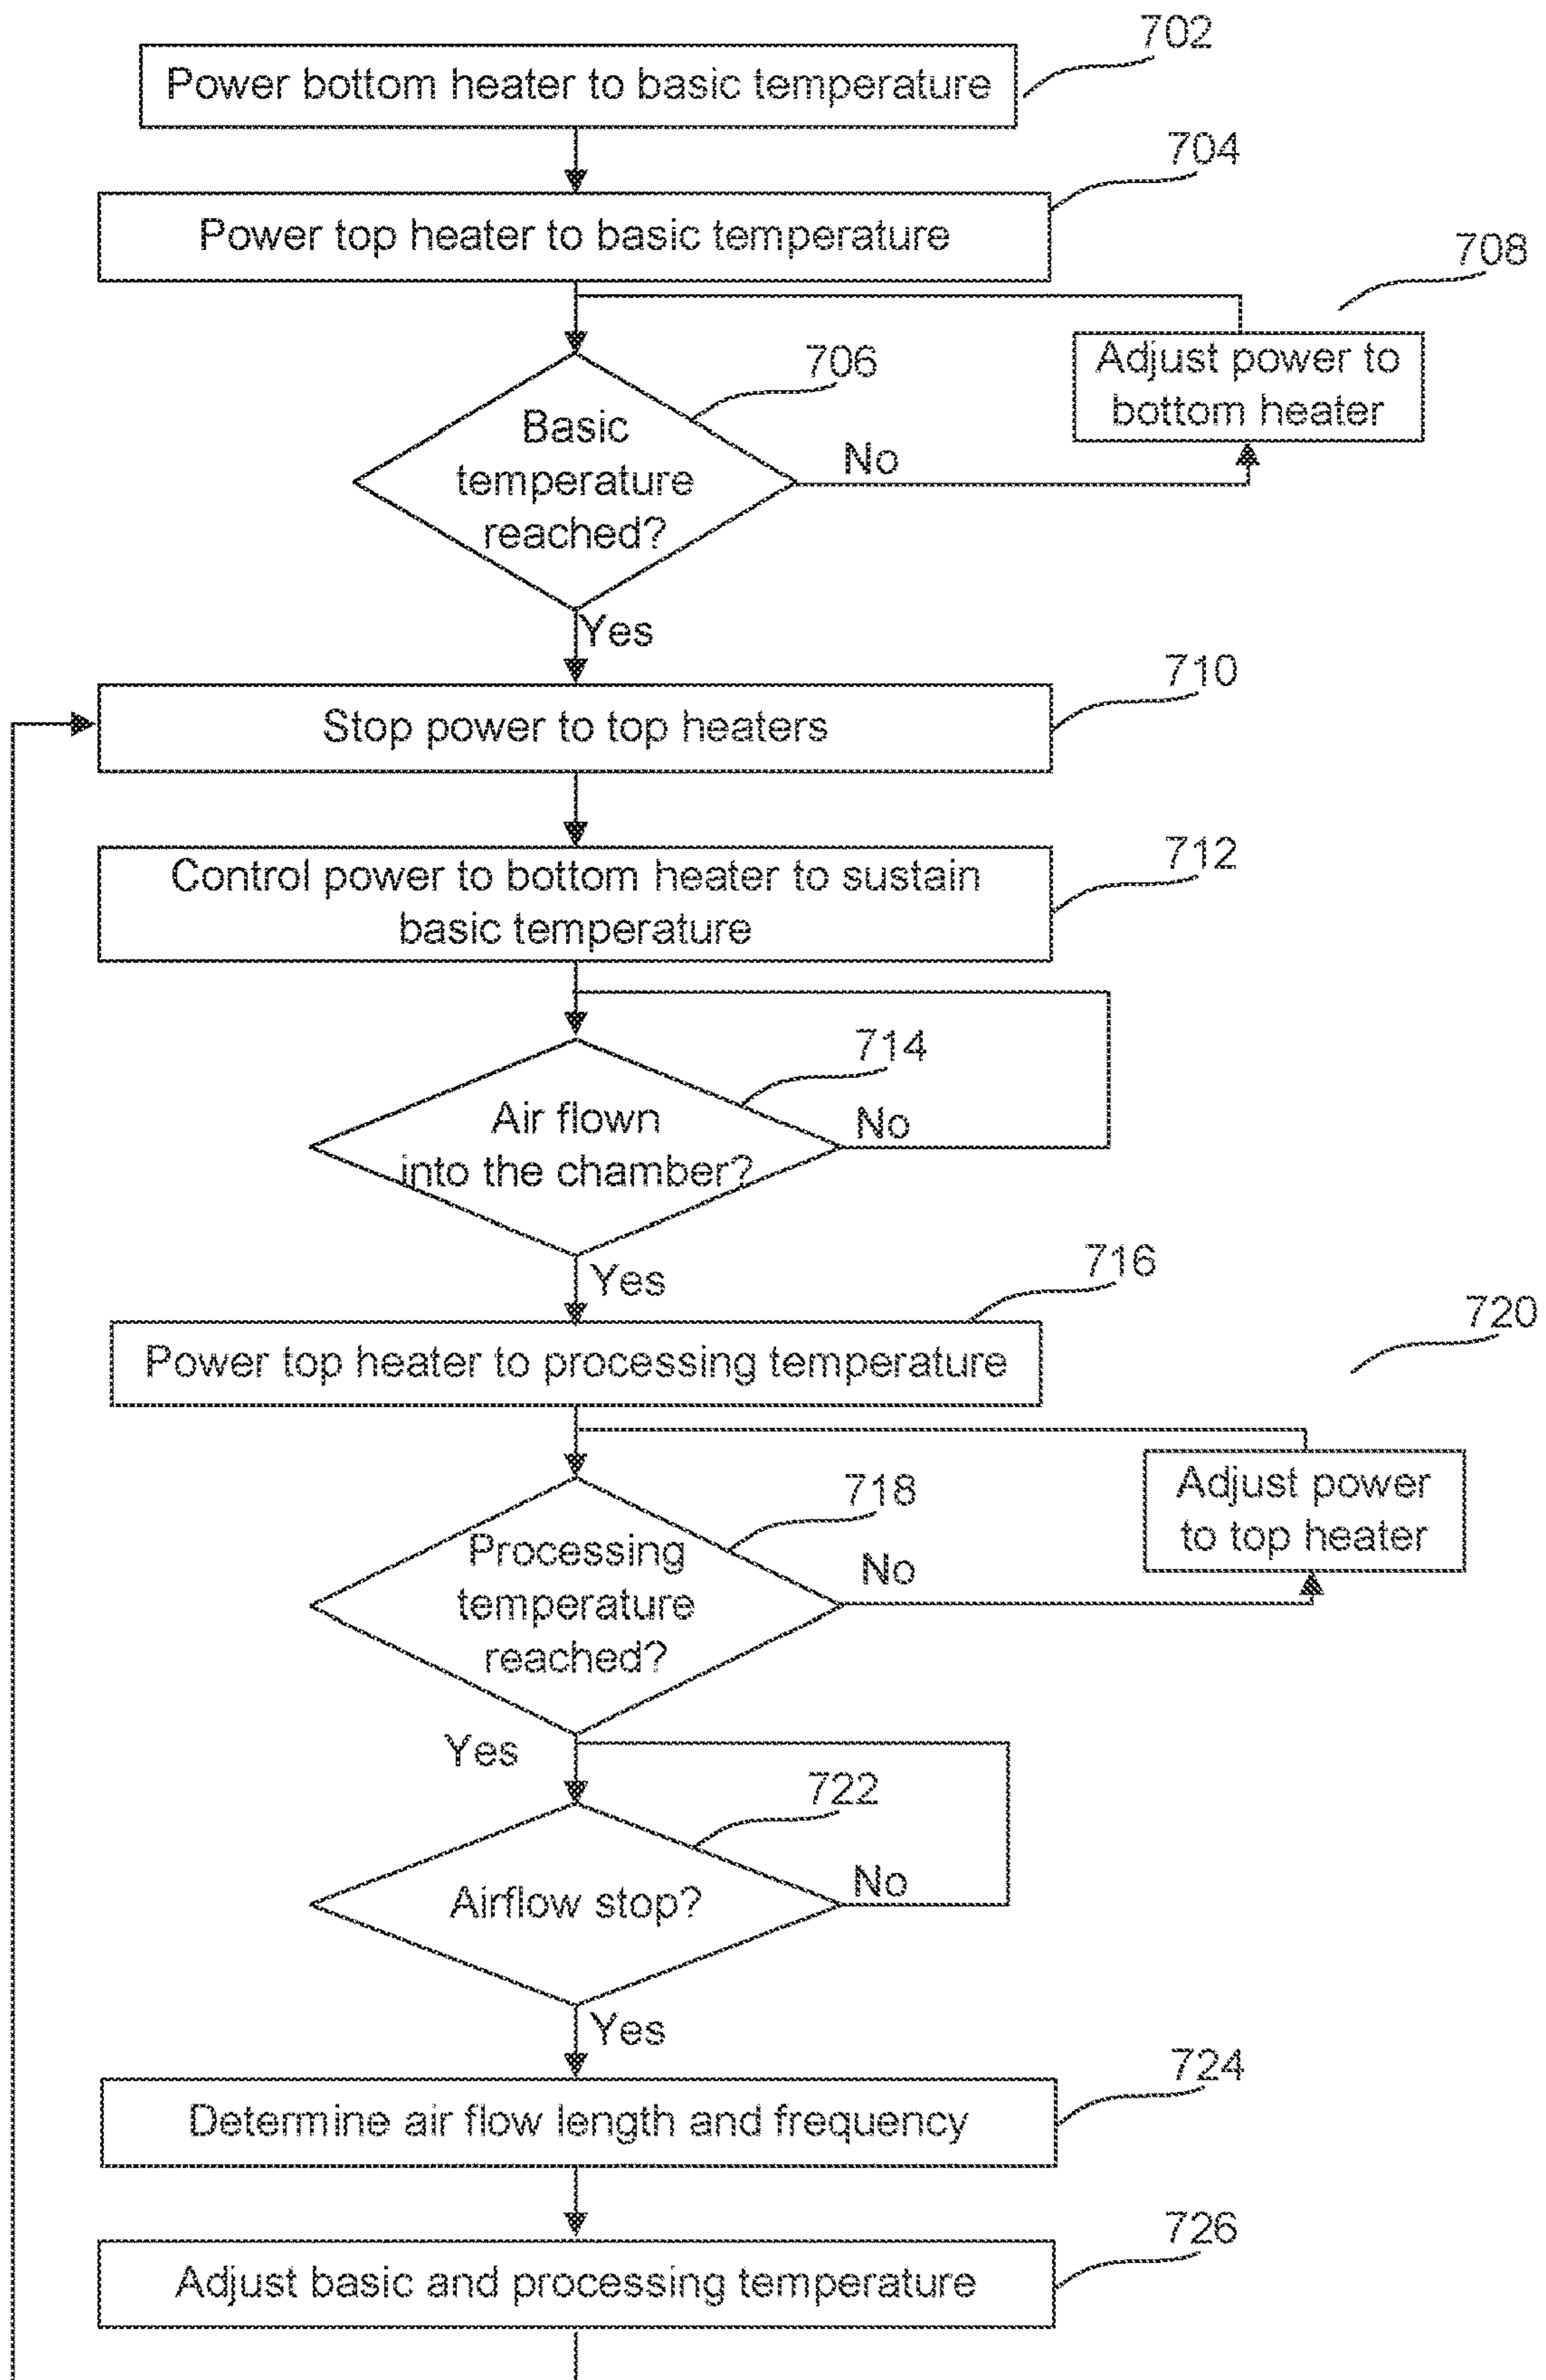 702
Power bottom heater to basic temperature
704
Power top heater to basic temperature
708
Adjust power to
bottom heater
706
Basic
temperature
reached?
No
Yes
710
Stop power to top heaters
712
Control power to bottom heater to sustain
basic temperature
714
Air flown
into the chamber?
No
Yes
716
Power top heater to processing temperature
720
Adjust power
to top heater
718
Processing
temperature
reached?
No
Yes
722
Airflow stop?
No
Yes
724
Determine air flow length and frequency
726
Adjust basic and processing temperature